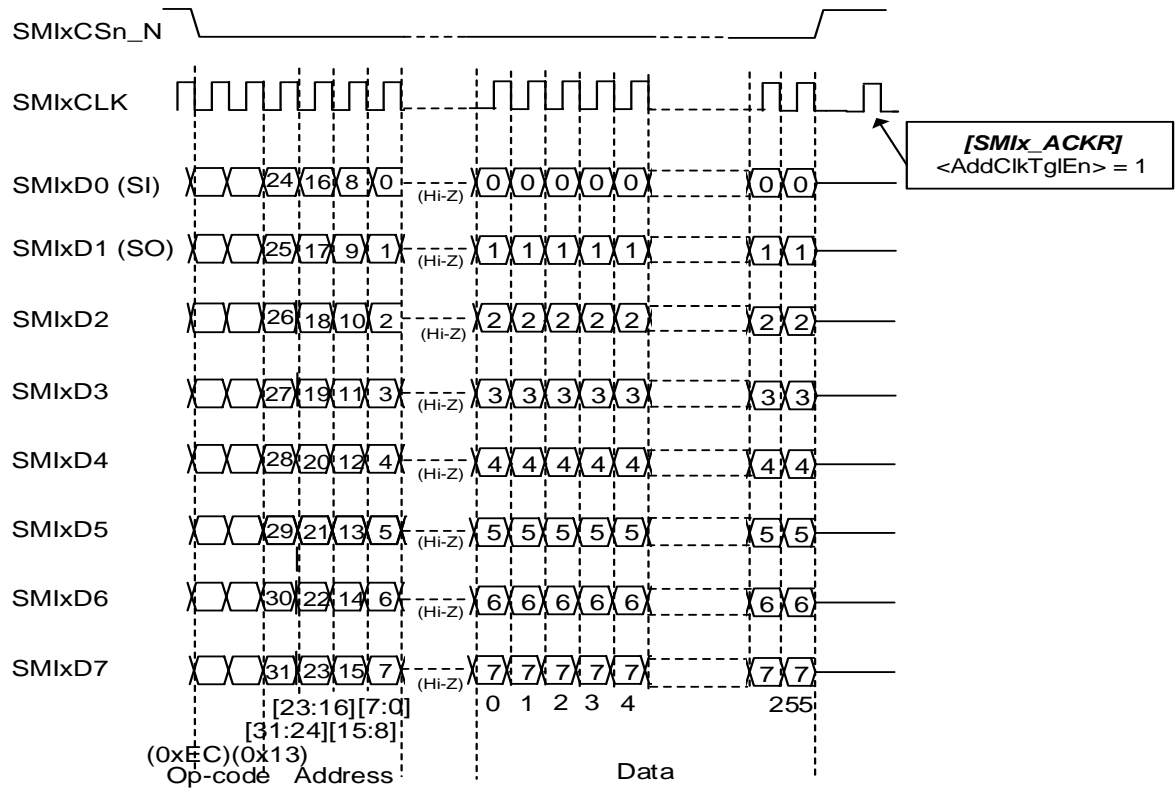 SMIxCSn_N
SMIxCLK
[SMIx_ACKR]
<AddClkTglEn> = 1
SMIxD0 (SI) 24 16 8 0 (Hi-Z) 0 0 0 0 0 0 0
SMIxD1 (SO) 25 17 9 1 (Hi-Z) 1 1 1 1 1 1 1
SMIxD2 26 18 10 2 (Hi-Z) 2 2 2 2 2 2 2
SMIxD3 27 19 11 3 (Hi-Z) 3 3 3 3 3 3 3
SMIxD4 28 20 12 4 (Hi-Z) 4 4 4 4 4 4 4
SMIxD5 29 21 13 5 (Hi-Z) 5 5 5 5 5 5 5
SMIxD6 30 22 14 6 (Hi-Z) 6 6 6 6 6 6 6
SMIxD7 31 23 15 7 (Hi-Z) 7 7 7 7 7 7 7
[23:16][7:0] 0 1 2 3 4 255
[31:24][15:8]
(0xEC)(0x13)
Op-code Address Data